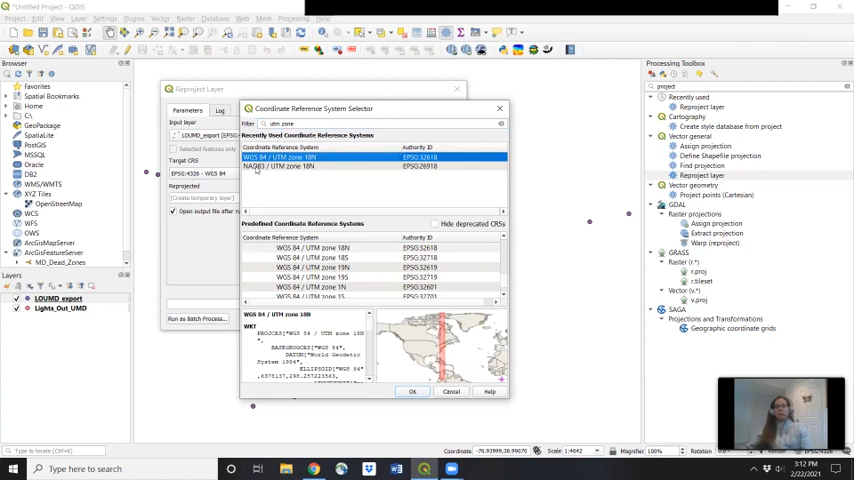 *Untitled Project - QGIS
Project Edit View Layer Settings Plugins Vector Raster Database Web Mesh Processing Help
Browser
Favorites
Spatial Bookmarks
Home
C:\
GeoPackage
SpatiaLite
PostGIS
MSSQL
Oracle
DB2
WMS/WMTS
XYZ Tiles
OpenStreetMap
WCS
WFS
OWS
ArcGisMapServer
ArcGisFeatureServer
MD_Dead_Zones
Layers
LOUMD_export
Lights_Out_UMD
Reproject Layer
Parameters Log
Input layer
LOUMD_export [EPSG:
Selected features only
Target CRS
EPSG:4326 - WGS 84
Reprojected
[Create temporary layer]
Open output file after ru
Run as Batch Process...
Coordinate Reference System Selector
Filter utm zone
Recently Used Coordinate Reference Systems
Coordinate Reference System Authority ID
WGS 84 / UTM zone 18N EPSG:32618
NAD83 / UTM zone 18N EPSG:26918
Predefined Coordinate Reference Systems Hide deprecated CRSs
Coordinate Reference System Authority ID
WGS 84 / UTM zone 18N EPSG:32618
WGS 84 / UTM zone 18S EPSG:32718
WGS 84 / UTM zone 19N EPSG:32619
WGS 84 / UTM zone 19S EPSG:32719
WGS 84 / UTM zone 1N EPSG:32601
WGS 84 / UTM zone 1S EPSG:32701
WGS 84 / UTM zone 18N
WKT
PROJCRS["WGS 84 / UTM zone 18N
",
BASEGEOGCRS["WGS 84",
DATUM["World Geodetic
System 1984",
ELLIPSOID["WGS 84"
,6378137,298.257223563,
OK Cancel Help
Processing Toolbox
project
Recently used
Reproject layer
Cartography
Create style database from project
Vector general
Assign projection
Define Shapefile projection
Find projection
Reproject layer
Vector geometry
Project points (Cartesian)
GDAL
Raster projections
Assign projection
Extract projection
Warp (reproject)
GRASS
Raster (r.*)
r.proj
r.tileset
Vector (v.*)
v.proj
SAGA
Projection and Transformations
Geographic coordinate grids
Type to locate (Ctrl+K)
Coordinate -76.93999,38.99070 Scale 1:4642 Magnifier 100% Rotation
Type here to search
3:12 PM
2/22/2021